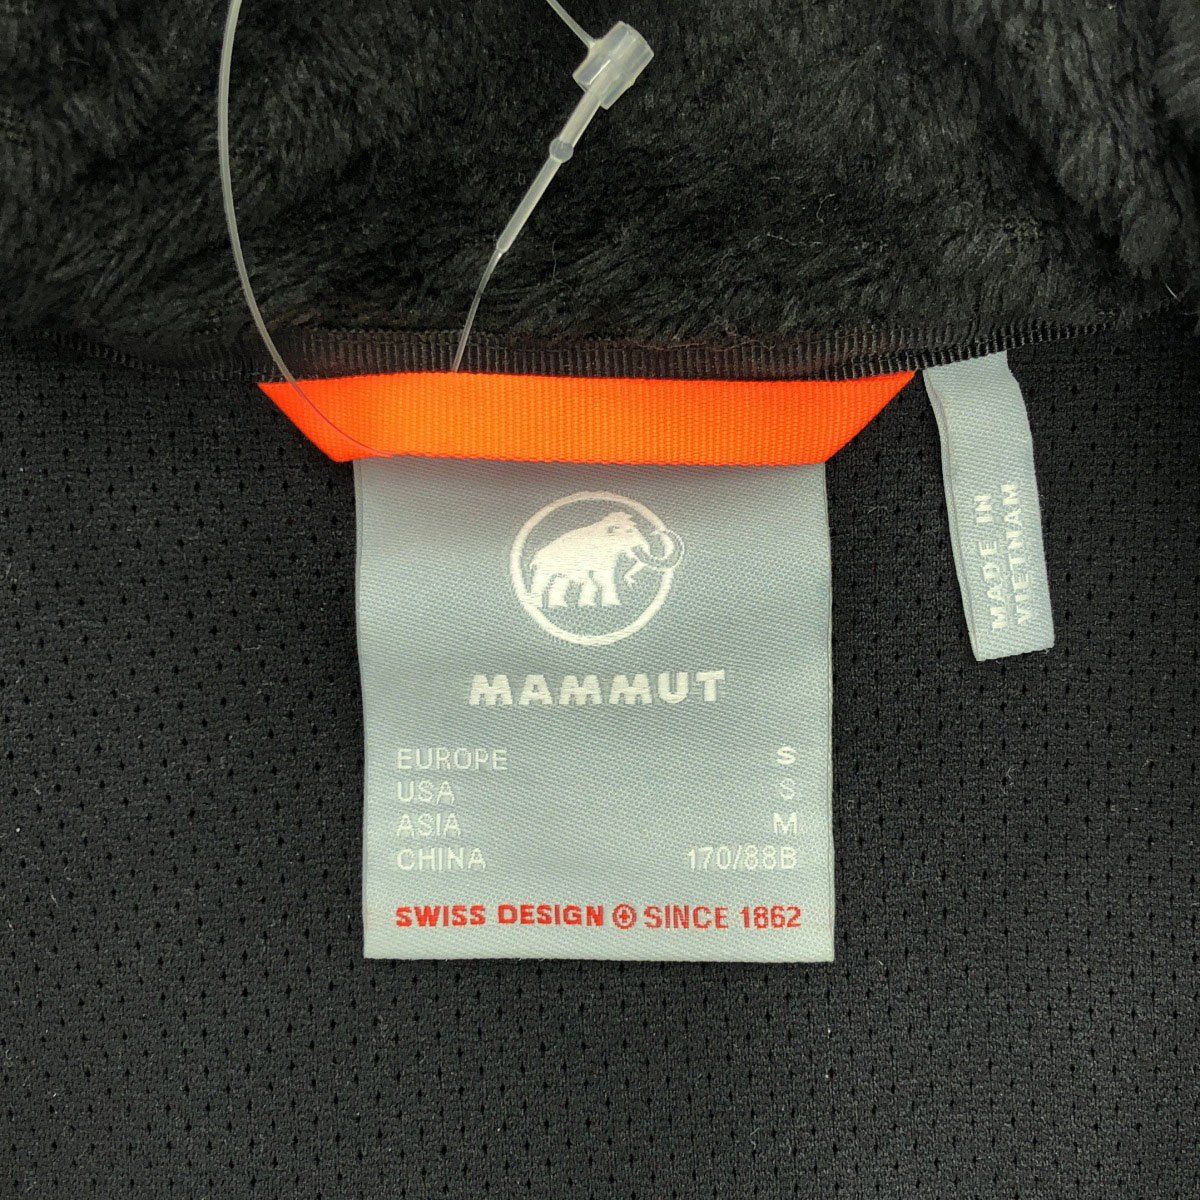 MAMMUT
EUROPE S
USA S
ASIA M
CHINA 170/88B
SWISS DESIGN SINCE 1862
MADE IN
VIETNAM